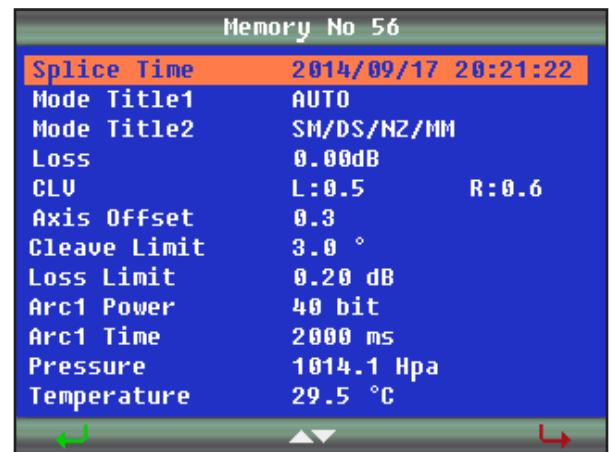 Memory No 56
Splice Time 2014/09/17 20:21:22
Mode Title1 AUTO
Mode Title2 SM/DS/NZ/MM
Loss 0.00dB
CLV L:0.5 R:0.6
Axis Offset 0.3
Cleave Limit 3.0 °
Loss Limit 0.20 dB
Arc1 Power 40 bit
Arc1 Time 2000 ms
Pressure 1014.1 Hpa
Temperature 29.5 °C